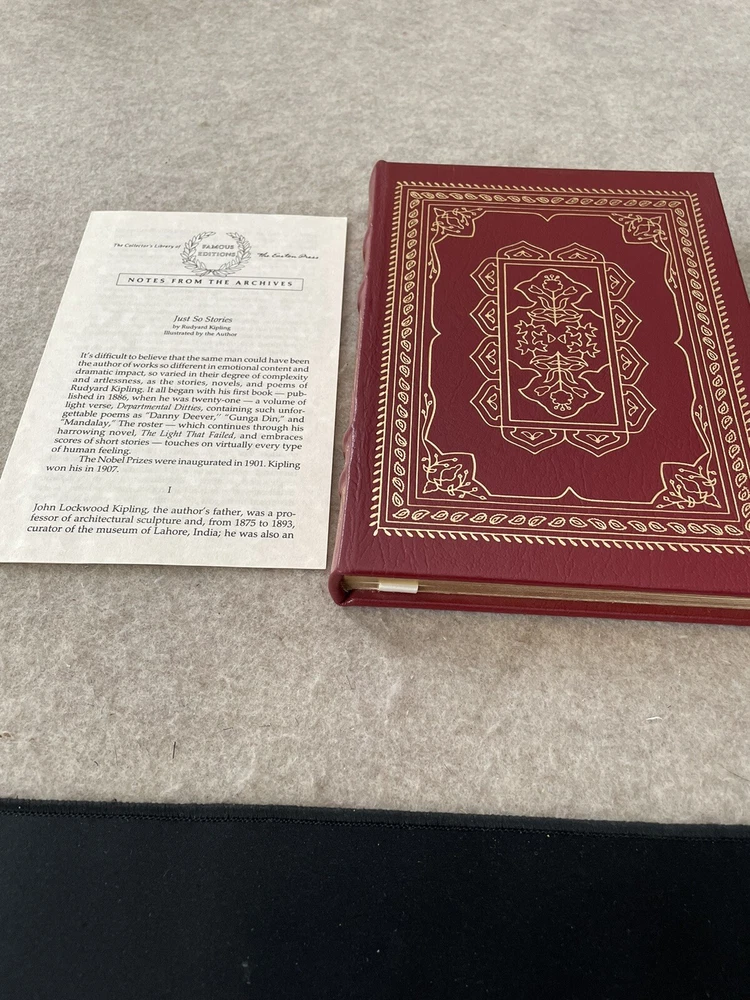 The Collector's Library of FAMOUS EDITIONS The Easton Press
NOTES FROM THE ARCHIVES
Just So Stories
by Rudyard Kipling
Illustrated by the Author
It's difficult to believe that the same man could have been
the author of works so different in emotional content and
dramatic impact, so varied in their degree of complexity
and artlessness, as the stories, novels, and poems of
Rudyard Kipling. It all began with his first book — pub-
lished in 1886, when he was twenty-one — a volume of
light verse, Departmental Ditties, containing such unfor-
gettable poems as "Danny Deever," "Gunga Din," and
"Mandalay," The roster — which continues through his
harrowing novel, The Light That Failed, and embraces
scores of short stories — touches on virtually every type
of human feeling.
The Nobel Prizes were inaugurated in 1901. Kipling
won his in 1907.
I
John Lockwood Kipling, the author's father, was a pro-
fessor of architectural sculpture and, from 1875 to 1893,
curator of the museum of Lahore, India; he was also an